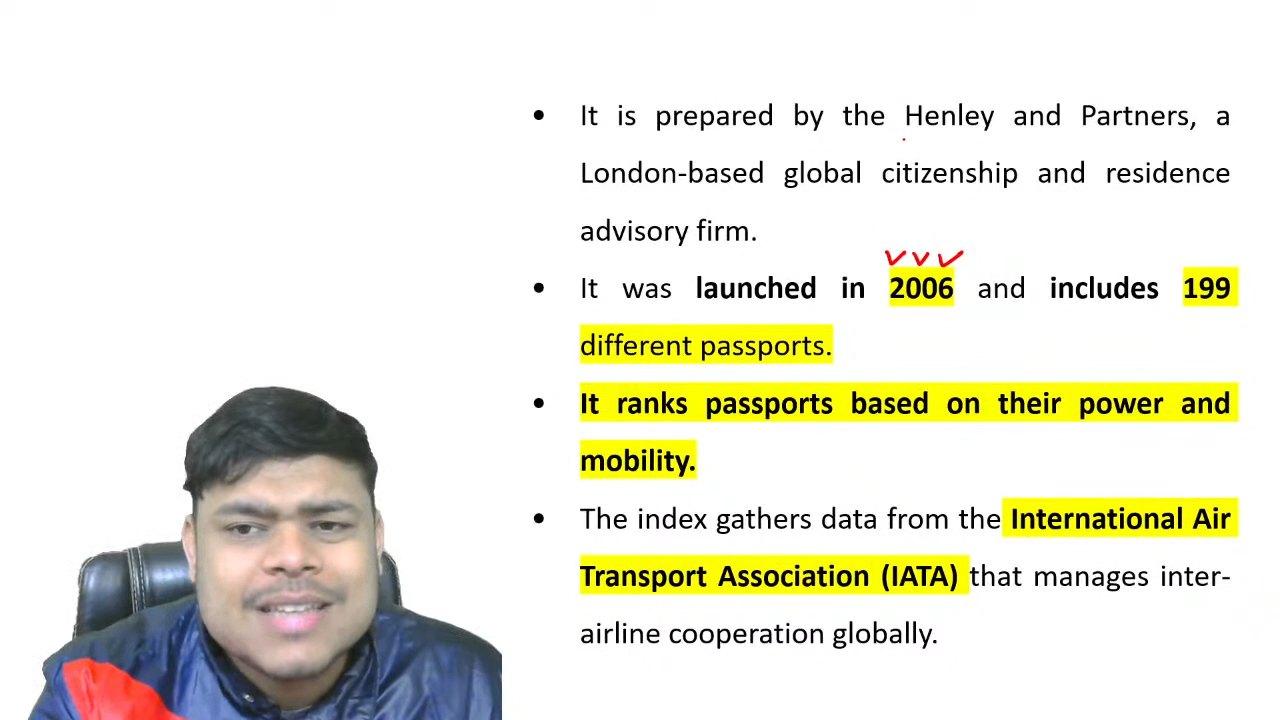 • It is prepared by the Henley and Partners, a
London-based global citizenship and residence
advisory firm.
• It was launched in 2006 and includes 199
different passports.
• It ranks passports based on their power and
mobility.
• The index gathers data from the International Air
Transport Association (IATA) that manages inter-
airline cooperation globally.